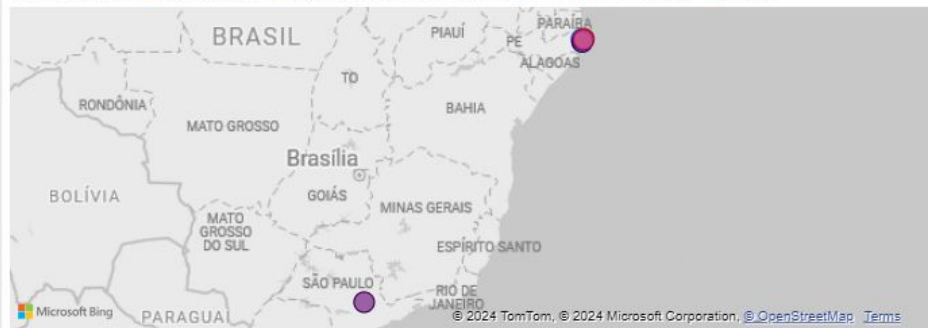 PARAÍBA
BRASIL
PIAUÍ
PE
ALAGOAS
TO
RONDÔNIA
BAHIA
MATO GROSSO
Brasília
BOLÍVIA
GOIÁS
MINAS GERAIS
MATO
GROSSO
DO SUL
ESPÍRITO SANTO
SÃO PAULO
RIO DE
JANEIRO
Microsoft Bing
PARAGUAI
© 2024 TomTom, © 2024 Microsoft Corporation, © OpenStreetMap Terms